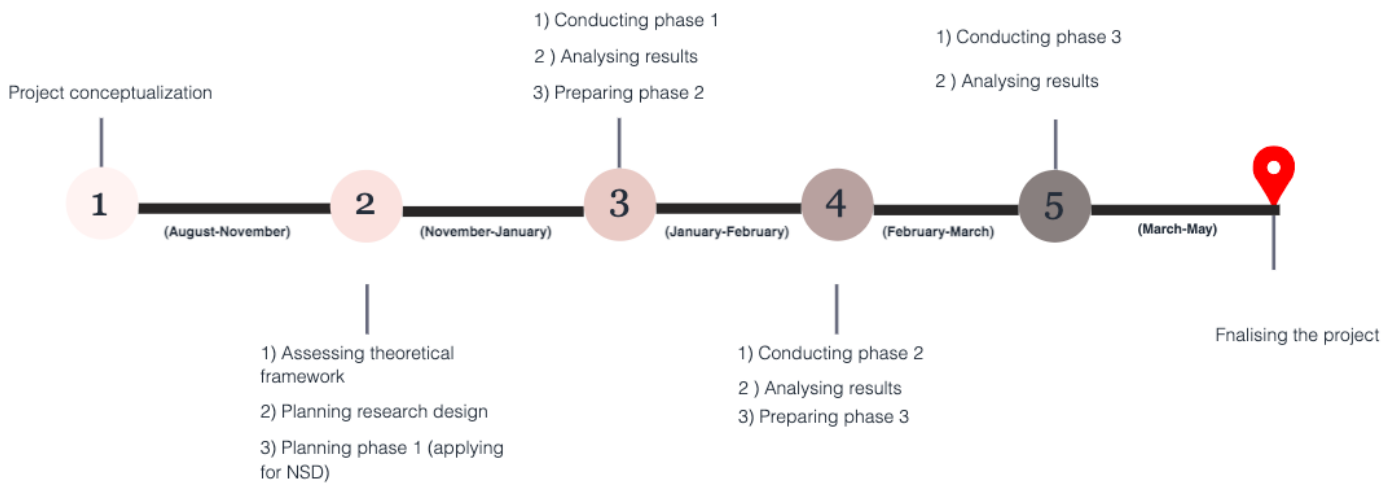 Project conceptualization
1) Conducting phase 1
2 ) Analysing results
3) Preparing phase 2
1) Conducting phase 3
2 ) Analysing results
1
2
3
4
5
(August-November)
(November-January)
(January-February)
(February-March)
(March-May)
1) Assessing theoretical
framework
2) Planning research design
3) Planning phase 1 (applying
for NSD)
1) Conducting phase 2
2 ) Analysing results
3) Preparing phase 3
Fnalising the project